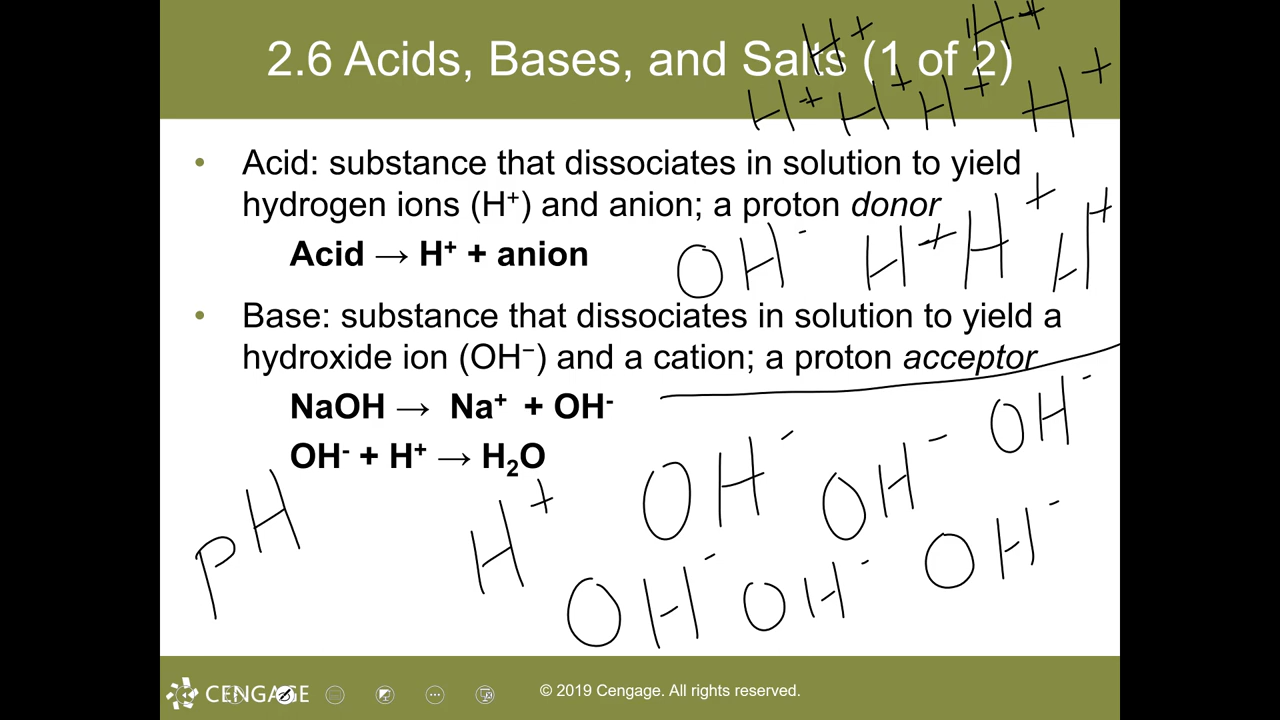 H+ H+
2.6 Acids, Bases, and Salts (1 of 2)
H+ H+ H+ H+
• Acid: substance that dissociates in solution to yield
hydrogen ions (H⁺) and anion; a proton donor
Acid → H⁺ + anion
OH- H+ H+ H+
• Base: substance that dissociates in solution to yield a
hydroxide ion (OH⁻) and a cation; a proton acceptor
NaOH → Na⁺ + OH⁻
OH⁻ + H⁺ → H₂O
OH-
pH H+ OH- OH-
OH- OH- OH-
CENGAGE
© 2019 Cengage. All rights reserved.